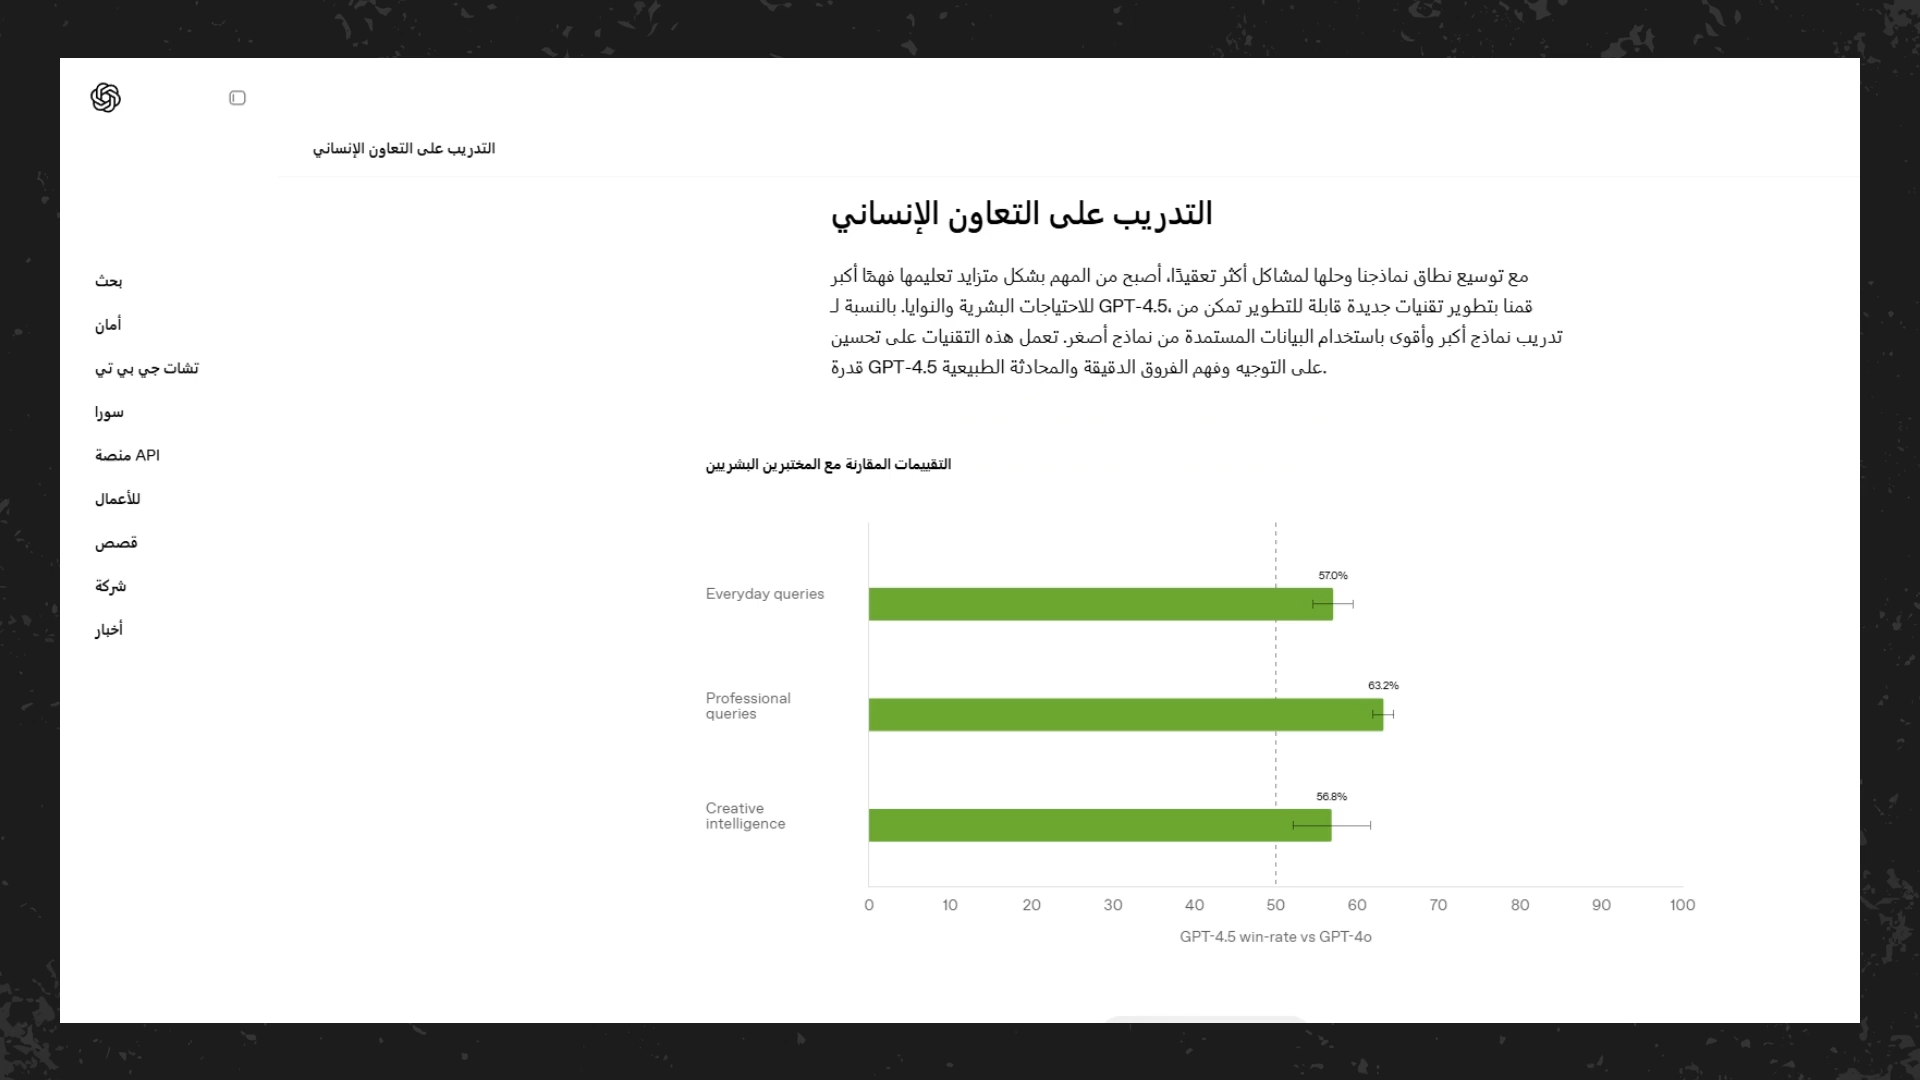 التدريب على التعاون الإنساني
التدريب على التعاون الإنساني
مع توسيع نطاق نماذجنا وحلها لمشاكل أكثر تعقيدًا، أصبح من المهم بشكل متزايد تعليمها فهمًا أكبر
للاحتياجات البشرية والنوايا. بالنسبة لـ GPT-4.5، قمنا بتطوير تقنيات جديدة قابلة للتطوير تمكن من
تدريب نماذج أكبر وأقوى باستخدام البيانات المستمدة من نماذج أصغر. تعمل هذه التقنيات على تحسين
قدرة GPT-4.5 على التوجيه وفهم الفروق الدقيقة والمحادثة الطبيعية.
بحث
أمان
تشات جي بي تي
سورا
منصة API
للأعمال
قصص
شركة
أخبار
التقييمات المقارنة مع المختبرين البشريين
57.0%
Everyday queries
63.2%
Professional
queries
56.8%
Creative
intelligence
0 10 20 30 40 50 60 70 80 90 100
GPT-4.5 win-rate vs GPT-4o